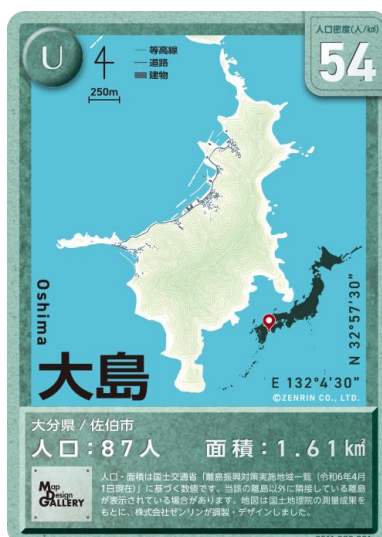 U
等高線
道路
建物
250m
人口密度(人/㎢)
54
Oshima
大島
N 32°57'30"
E 132°4'30"
©ZENRIN CO., LTD.
大分県 / 佐伯市
人口:87人 面積:1.61㎢
Map
Design
GALLERY
人口・面積は国土交通省「離島振興対策実施地域一覧(令和6年4月
1日現在)」に基づく数値です。当該の離島以外に隣接している離島
が表示されている場合があります。地図は国土地理院の測量成果を
もとに、株式会社ゼンリンが調製・デザインしました。